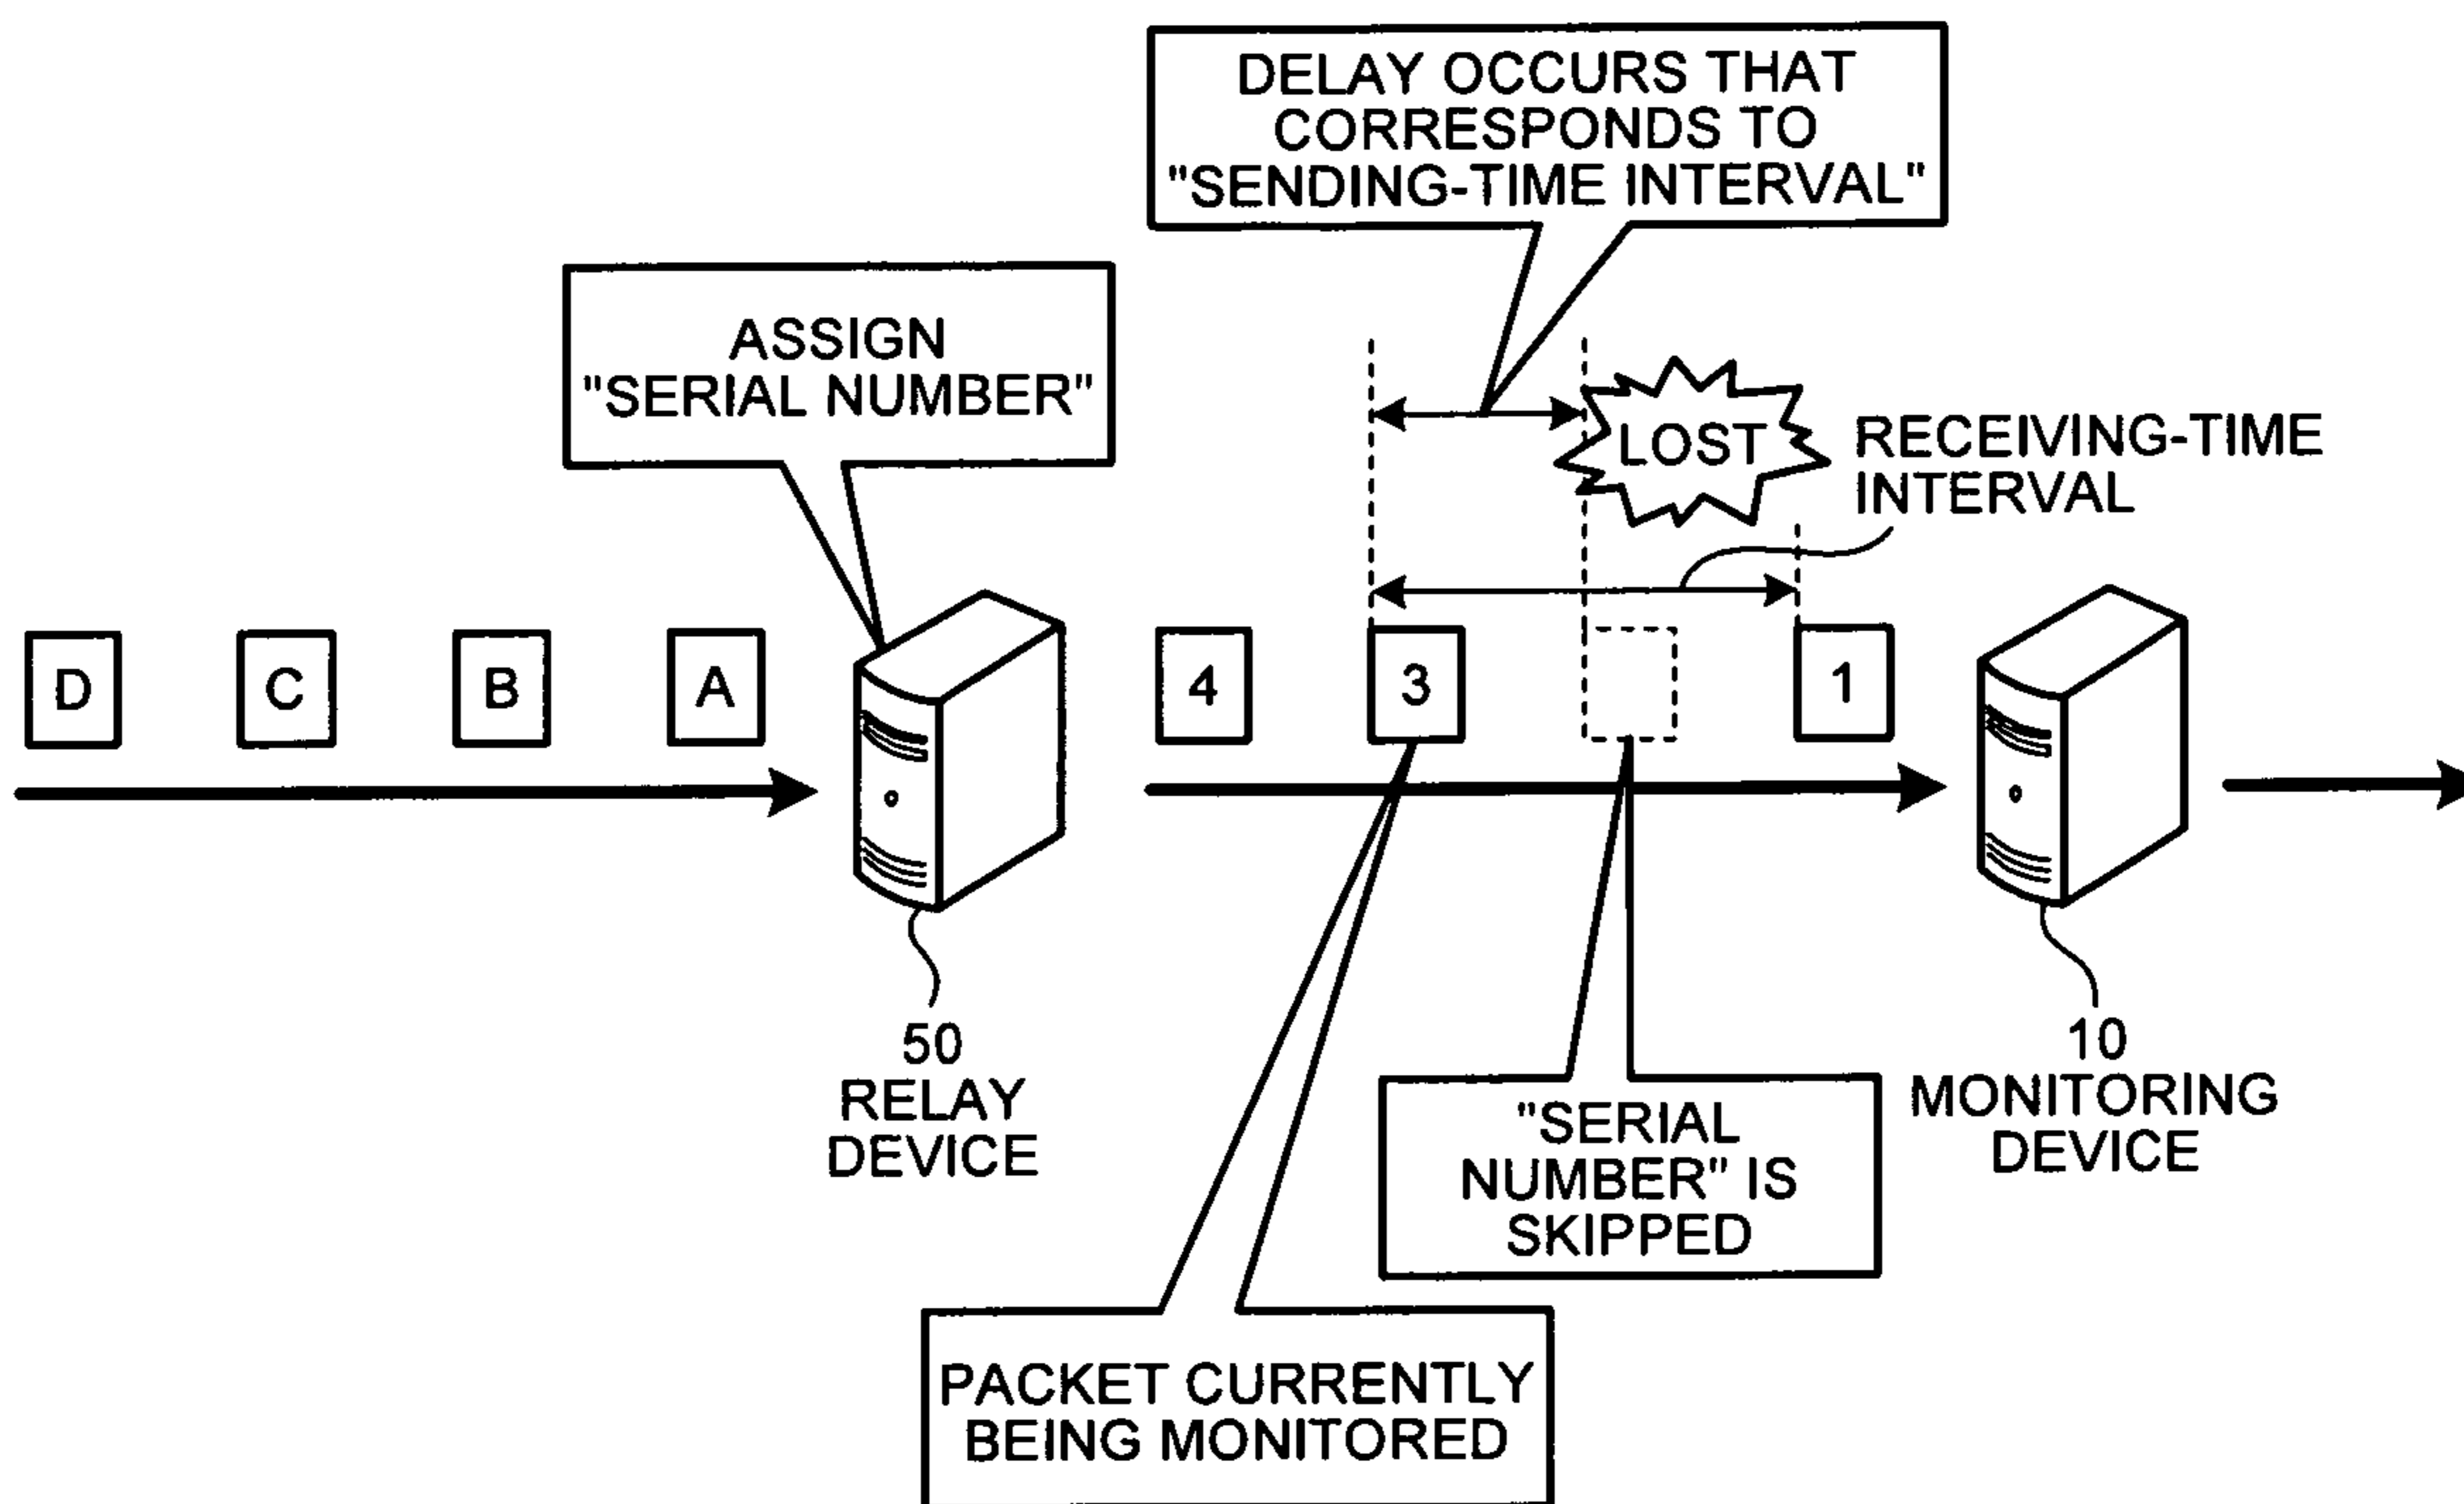 DELAY OCCURS THAT
CORRESPONDS TO
"SENDING-TIME INTERVAL"
ASSIGN
"SERIAL NUMBER"
LOST
RECEIVING-TIME
INTERVAL
D
C
B
A
4
3
1
50
RELAY
DEVICE
10
MONITORING
DEVICE
"SERIAL
NUMBER" IS
SKIPPED
PACKET CURRENTLY
BEING MONITORED